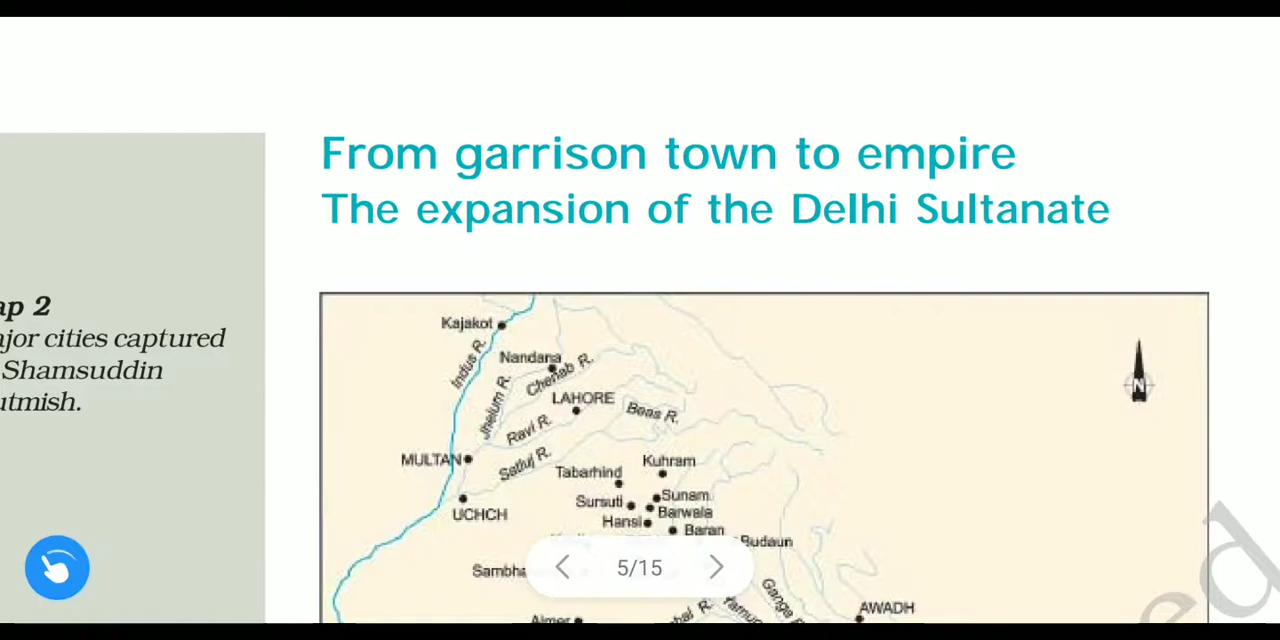 From garrison town to empire
The expansion of the Delhi Sultanate
ap 2
ajor cities captured
Shamsuddin
utmish.
Kajakot
Indus R.
Nandana
Chenab R.
Jhelum R.
LAHORE
Beas R.
Ravi R.
MULTAN
Satluj R.
Kuhram
Tabarhind
Sunam
Sursuti
Barwala
UCHCH
Hansi
Baran
Budaun
5/15
Sambha
Ganga
AWADH
Ajmer
N
ed